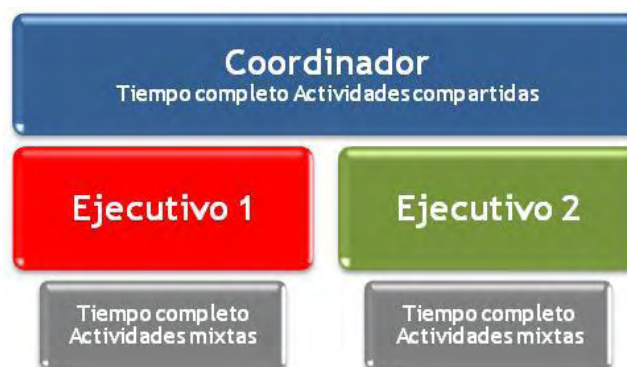 Coordinador
Tiempo completo Actividades compartidas
Ejecutivo 1
Ejecutivo 2
Tiempo completo
Actividades mixtas
Tiempo completo
Actividades mixtas